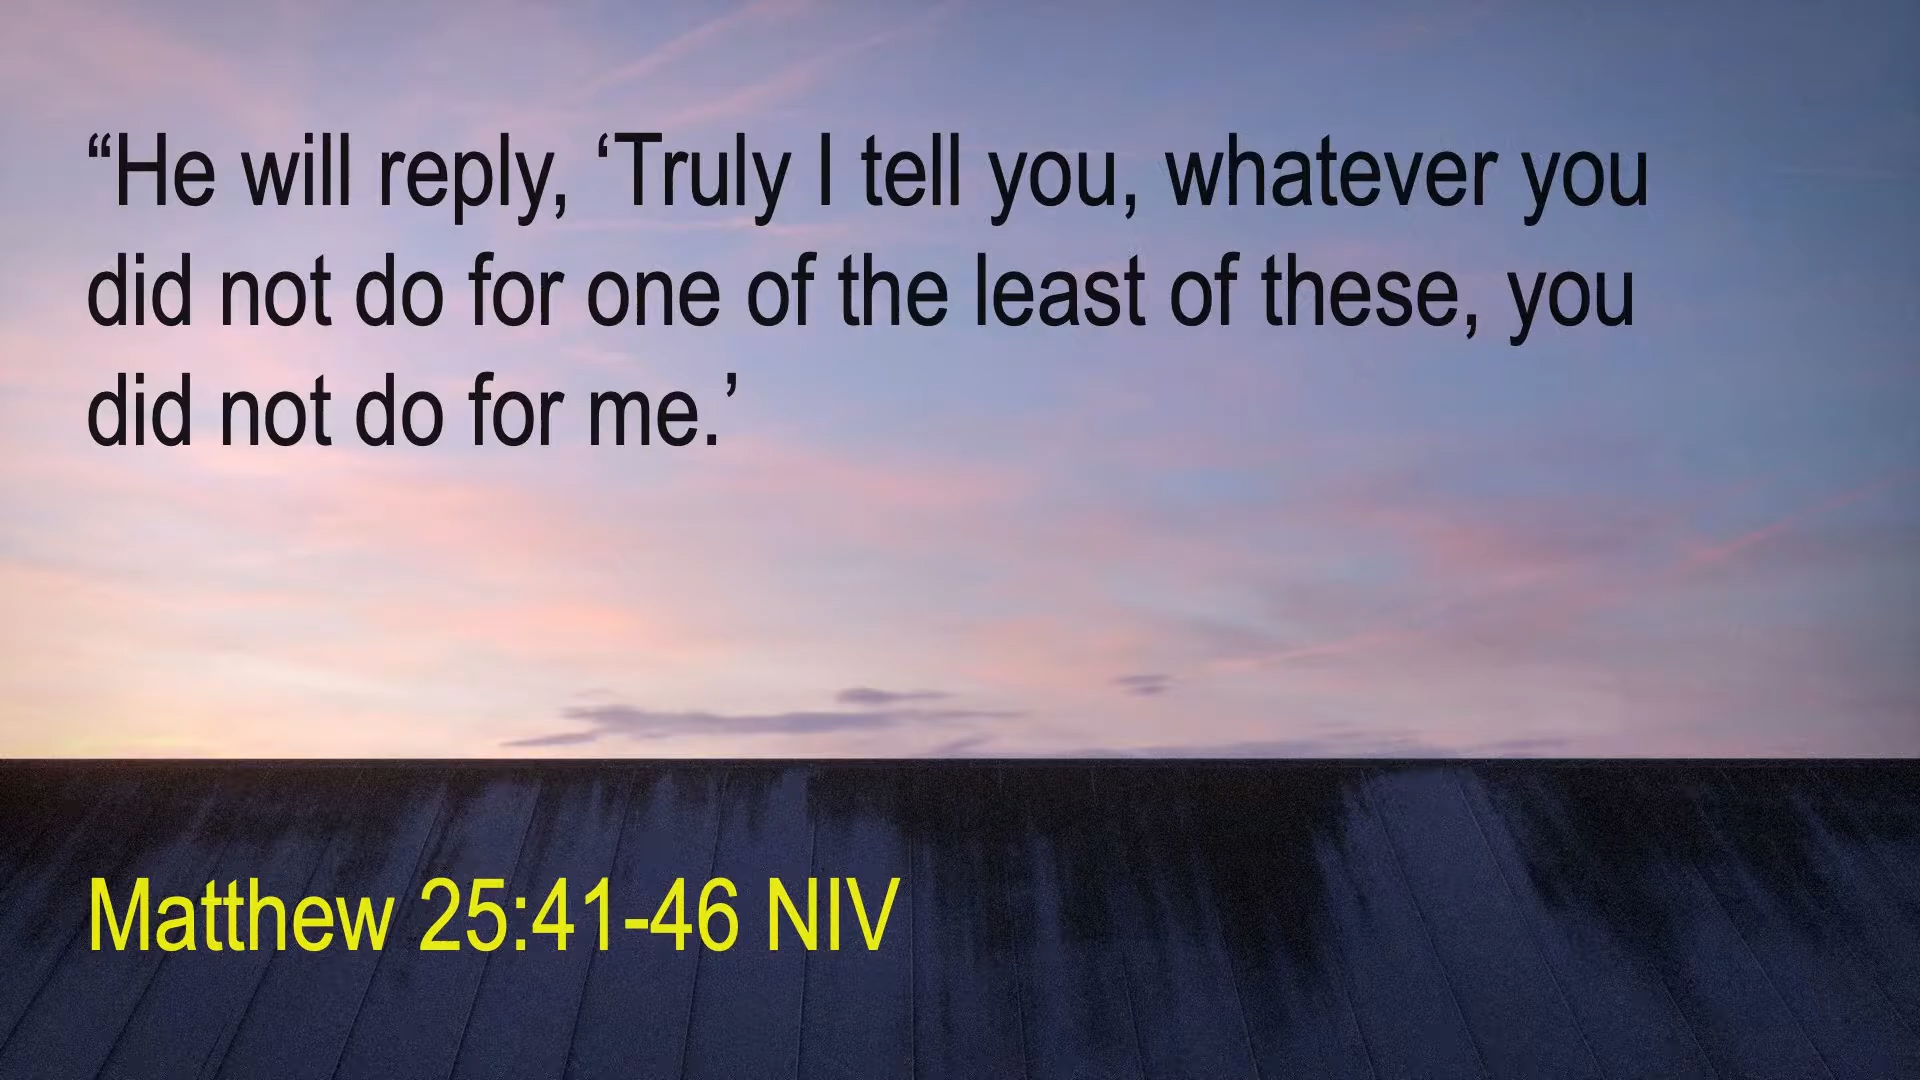 “He will reply, ‘Truly I tell you, whatever you
did not do for one of the least of these, you
did not do for me.’
Matthew 25:41-46 NIV